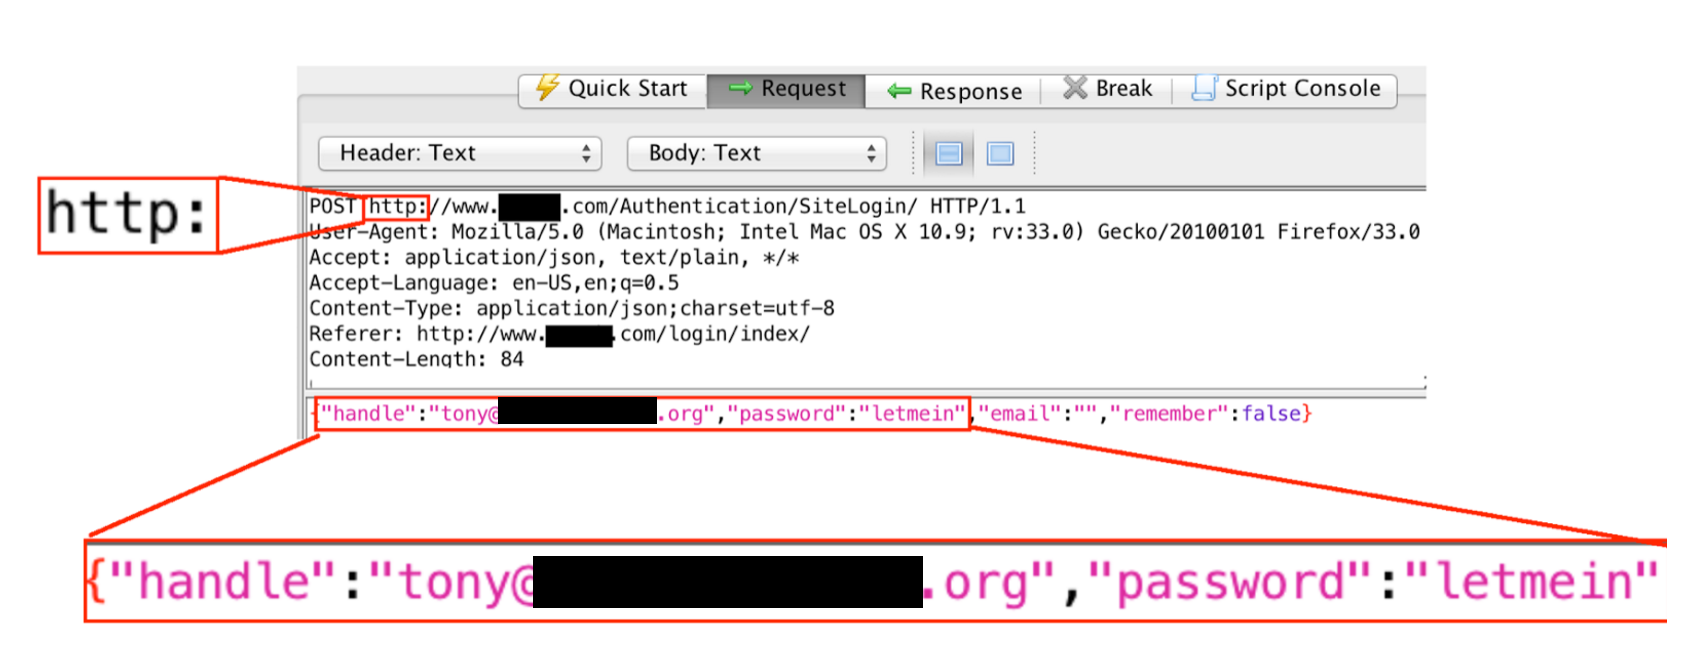 Quick Start Request Response Break Script Console
Header: Text Body: Text
http:
POST http://www. .com/Authentication/SiteLogin/ HTTP/1.1
User-Agent: Mozilla/5.0 (Macintosh; Intel Mac OS X 10.9; rv:33.0) Gecko/20100101 Firefox/33.0
Accept: application/json, text/plain, */*
Accept-Language: en-US,en;q=0.5
Content-Type: application/json;charset=utf-8
Referer: http://www. .com/login/index/
Content-Length: 84
{"handle":"tony@ .org","password":"letmein","email":"","remember":false}
{"handle":"tony@ .org","password":"letmein"